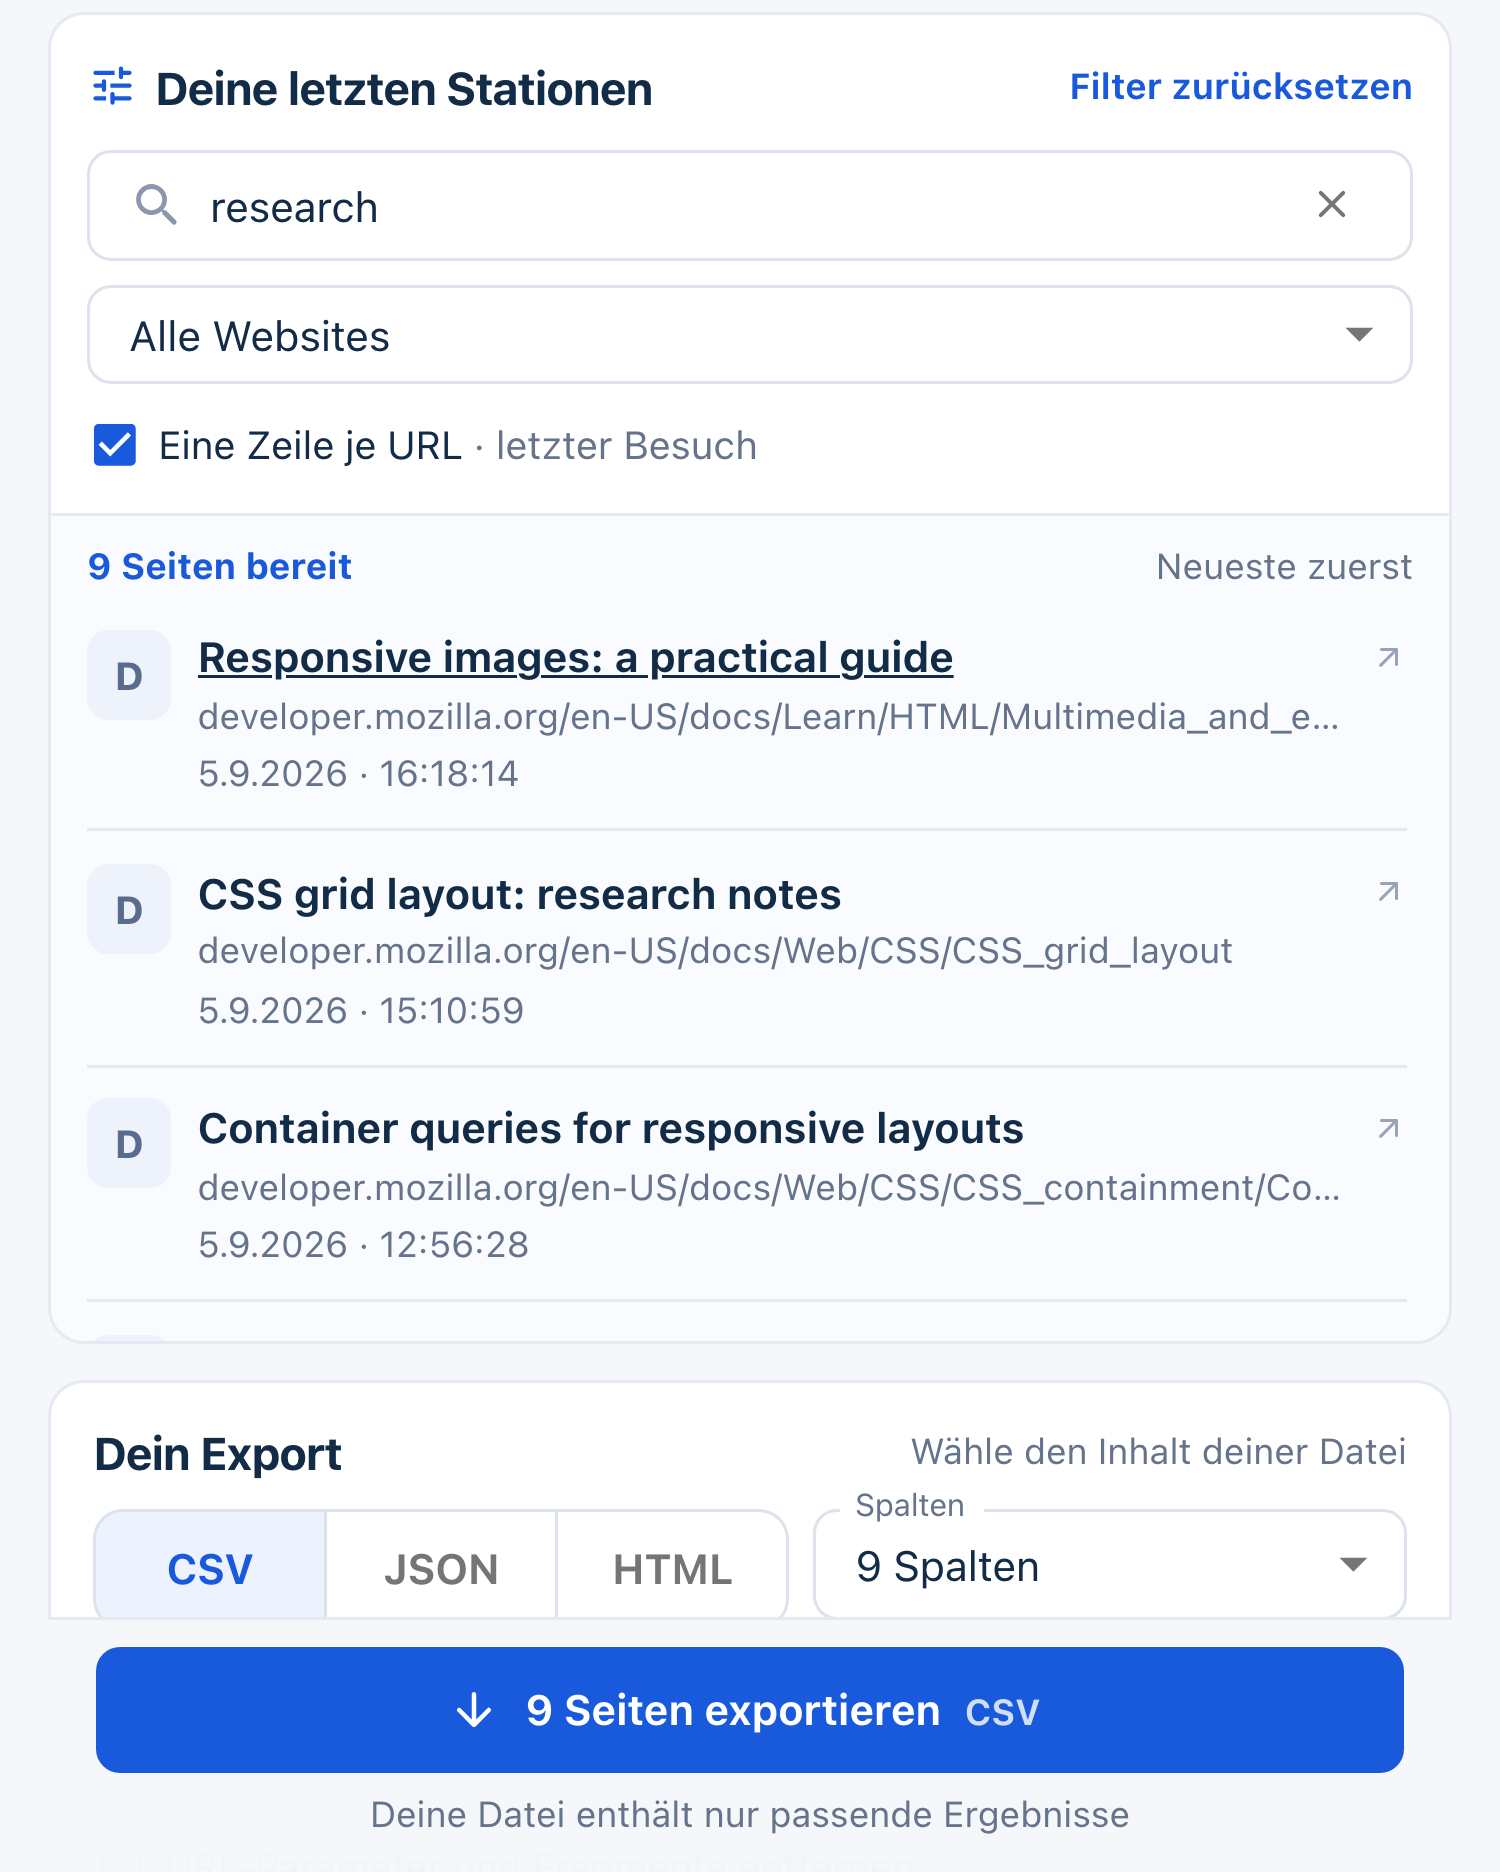 Deine letzten Stationen
Filter zurücksetzen
research
Alle Websites
Eine Zeile je URL · letzter Besuch
9 Seiten bereit
Neueste zuerst
D
Responsive images: a practical guide
developer.mozilla.org/en-US/docs/Learn/HTML/Multimedia_and_e...
5.9.2026 · 16:18:14
D
CSS grid layout: research notes
developer.mozilla.org/en-US/docs/Web/CSS/CSS_grid_layout
5.9.2026 · 15:10:59
D
Container queries for responsive layouts
developer.mozilla.org/en-US/docs/Web/CSS/CSS_containment/Co...
5.9.2026 · 12:56:28
Dein Export
Wähle den Inhalt deiner Datei
CSV
JSON
HTML
Spalten
9 Spalten
9 Seiten exportieren CSV
Deine Datei enthält nur passende Ergebnisse
URL-Parameter und Fragmente entfernen